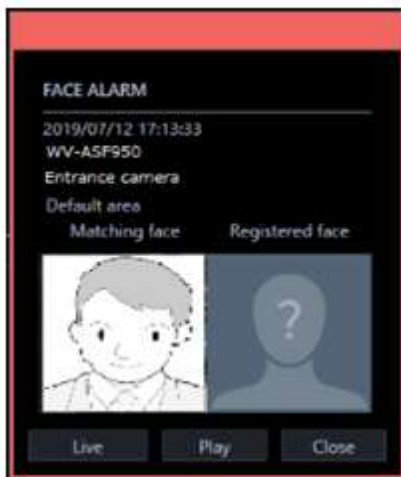 FACE ALARM
2019/07/12 17:13:33
WV-ASF950
Entrance camera
Default area
Matching face Registered face
?
Live Play Close